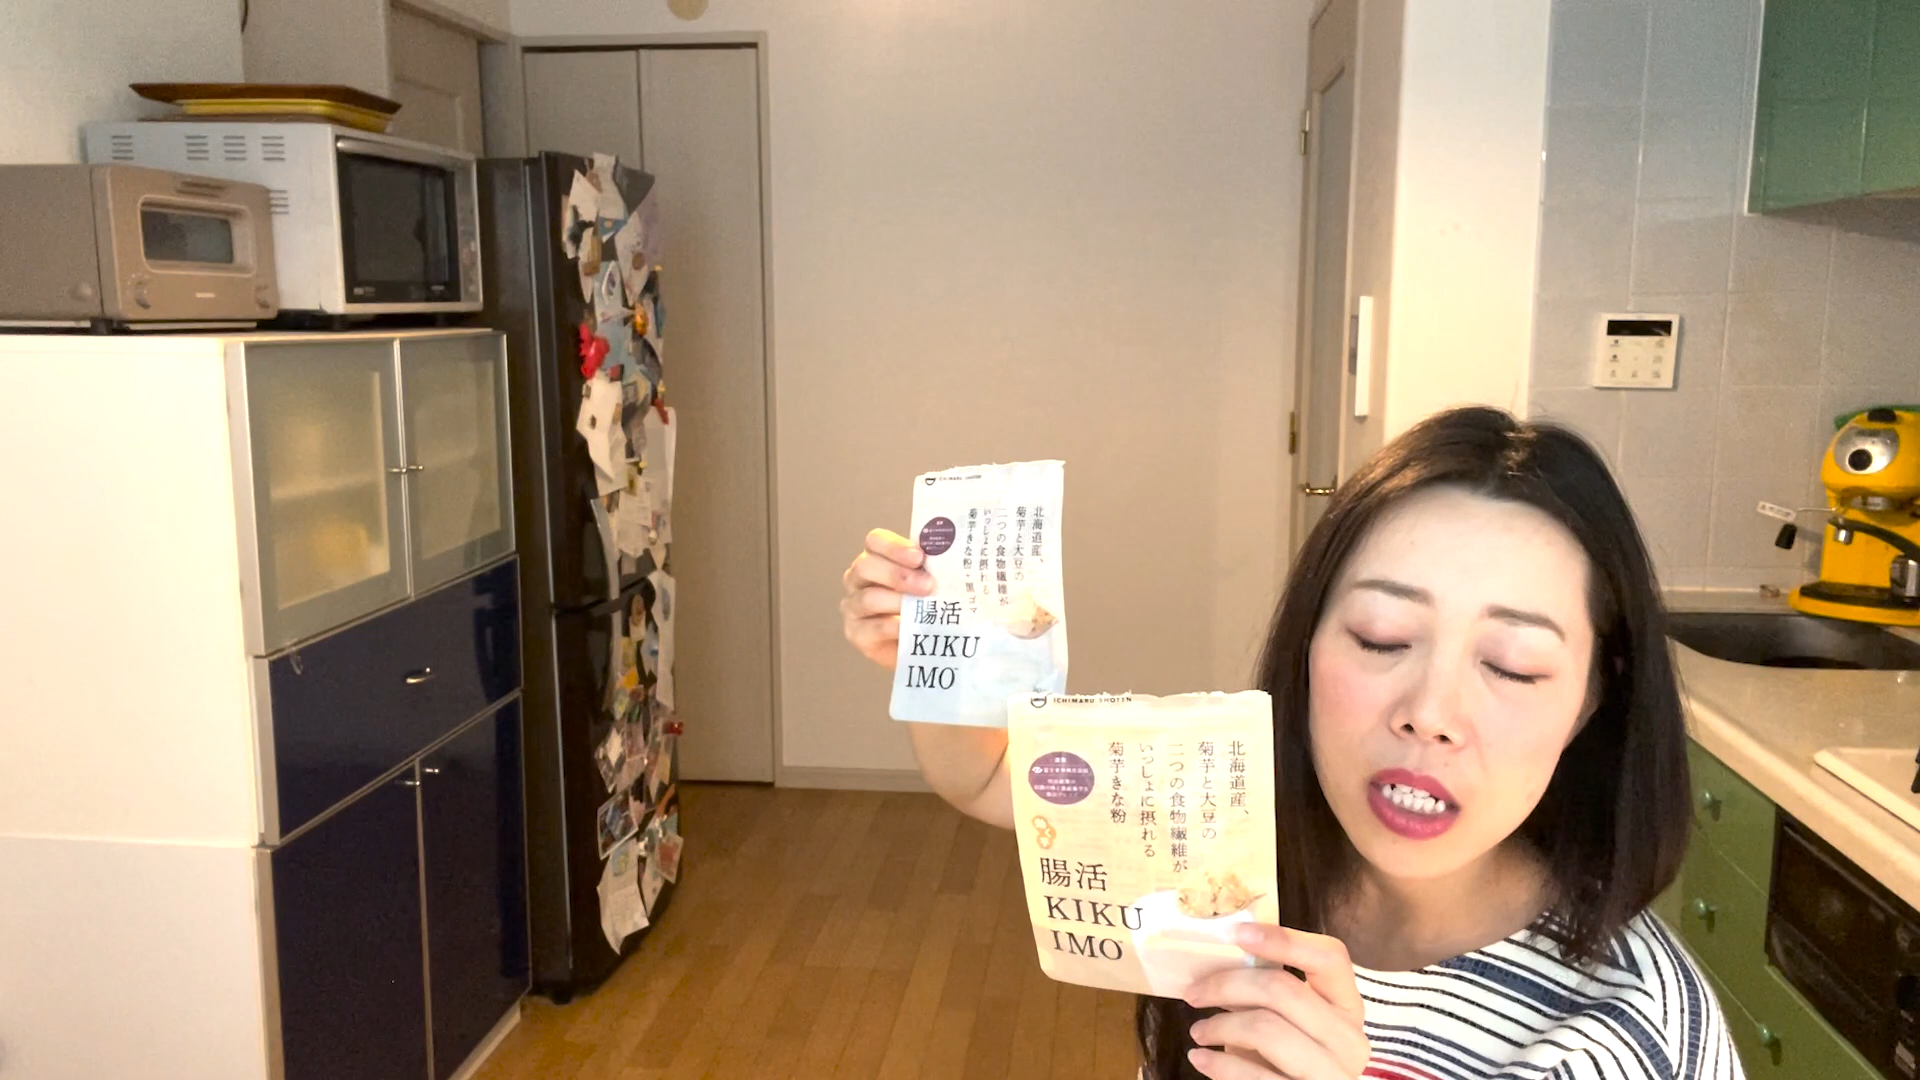 ICHIMARU SHOTEN
北海道産、
菊芋と大豆の
二つの食物繊維が
いっしょに摂れる
菊芋きな粉+黒ゴマ
腸活
KIKU
IMO
ICHIMARU SHOTEN
北海道産、
菊芋と大豆の
二つの食物繊維が
いっしょに摂れる
菊芋きな粉
腸活
KIKU
IMO